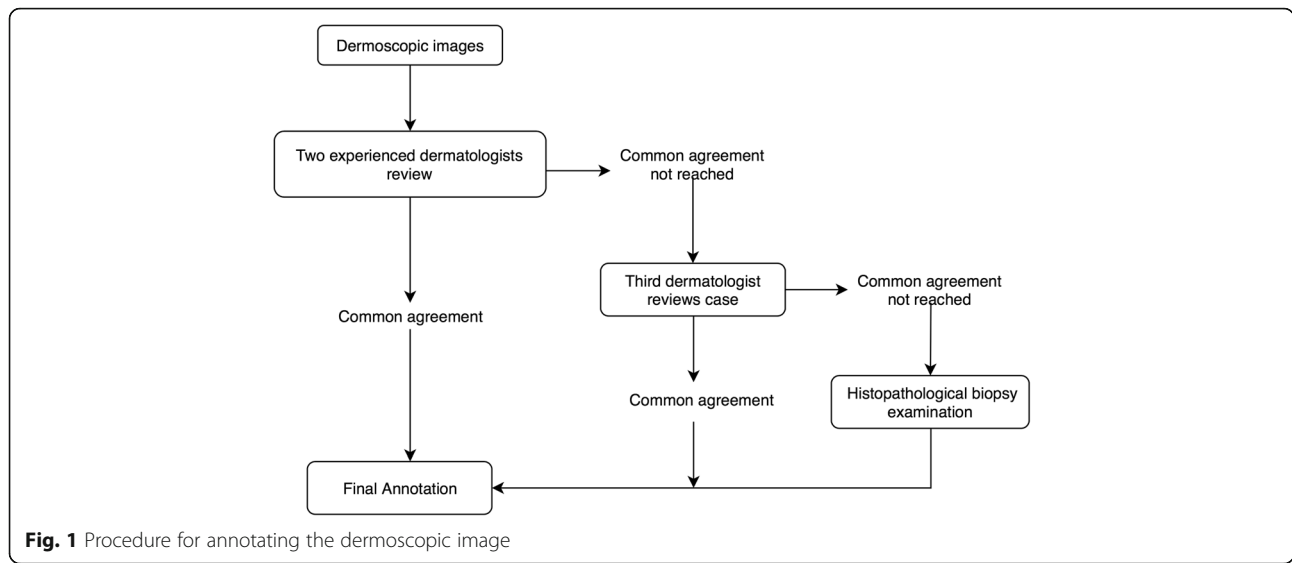 Dermoscopic images
Two experienced dermatologists
review
Common agreement
not reached
Third dermatologist
reviews case
Common agreement
not reached
Common agreement
Histopathological biopsy
examination
Common agreement
Final Annotation
Fig. 1 Procedure for annotating the dermoscopic image